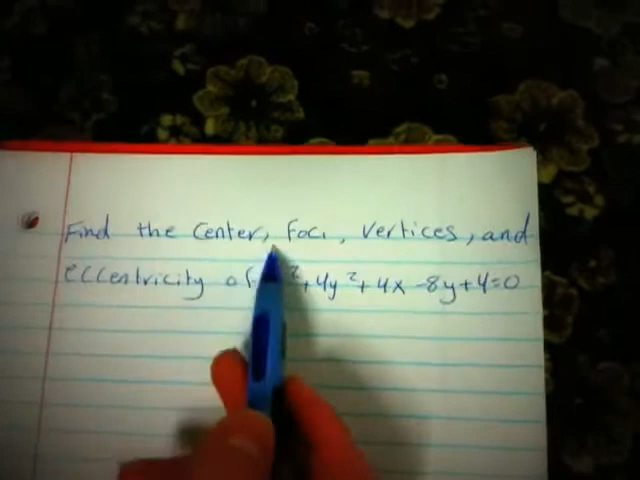 Find the Center, foci, vertices, and
eccentricity of ²+4y²+4x-8y+4=0